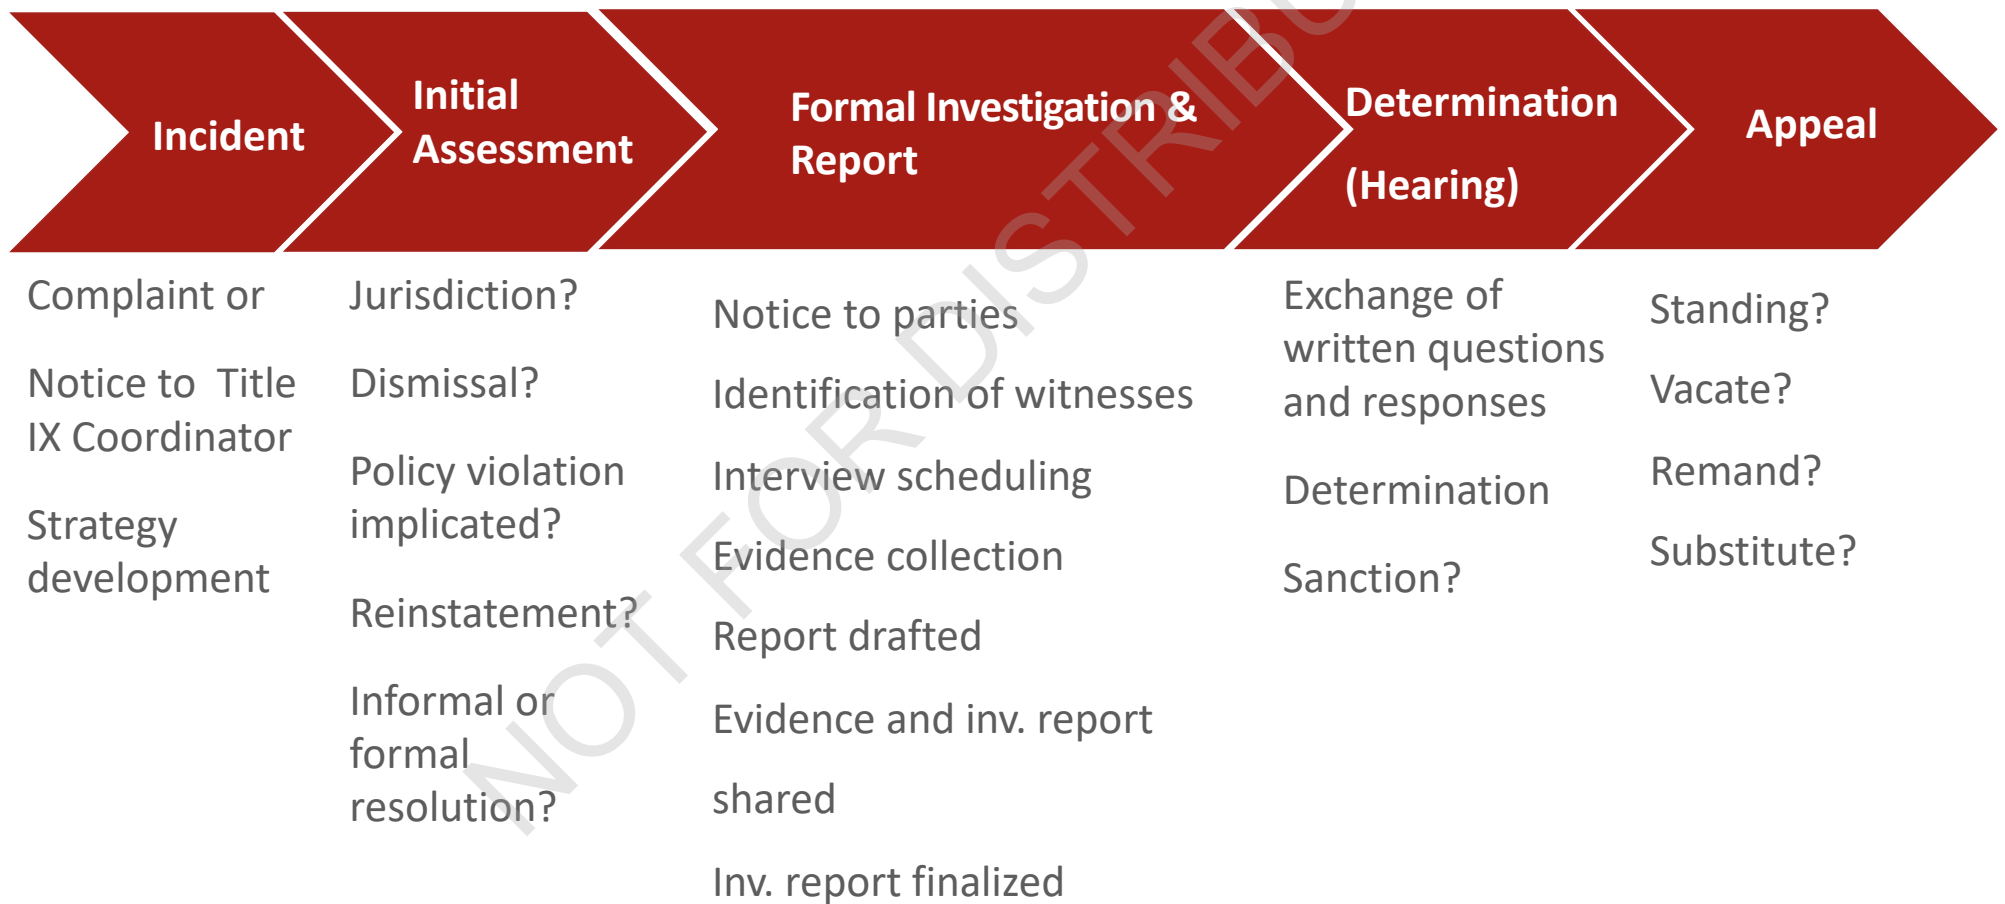 Incident
Initial
Assessment
Formal Investigation &
Report
Determination
(Hearing)
Appeal
Complaint or
Notice to  Title
IX Coordinator
Strategy
development
Jurisdiction?
Dismissal?
Policy violation
implicated?
Reinstatement?
Informal or
formal
resolution?
Notice to parties
Identification of witnesses
Interview scheduling
Evidence collection
Report drafted
Evidence and inv. report
shared
Inv. report finalized
Exchange of
written questions
and responses
Determination
Sanction?
Standing?
Vacate?
Remand?
Substitute?
NOT FOR DISTRIBU